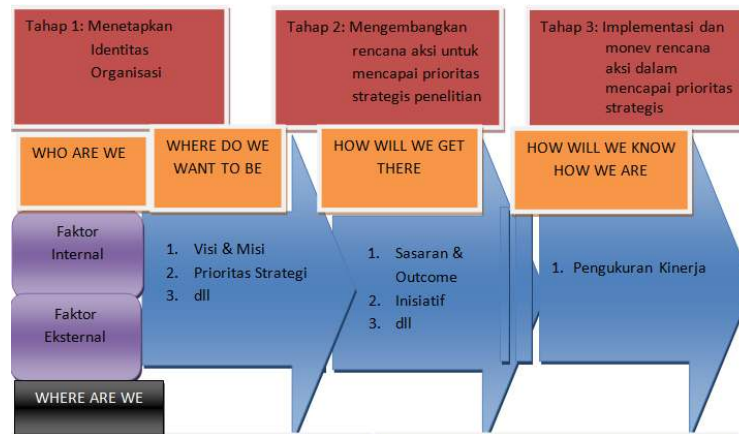 Tahap 1: Menetapkan
Identitas
Organisasi
Tahap 2: Mengembangkan
rencana aksi untuk
mencapai prioritas
strategis penelitian
Tahap 3: Implementasi dan
monev rencana
aksi dalam
mencapai prioritas
strategis
WHO ARE WE
WHERE DO WE
WANT TO BE
HOW WILL WE GET
THERE
HOW WILL WE KNOW
HOW WE ARE
Faktor
Internal
Faktor
Eksternal
WHERE ARE WE
1. Visi & Misi
2. Prioritas Strategi
3. dll
1. Sasaran &
Outcome
2. Inisiatif
3. dll
1. Pengukuran Kinerja